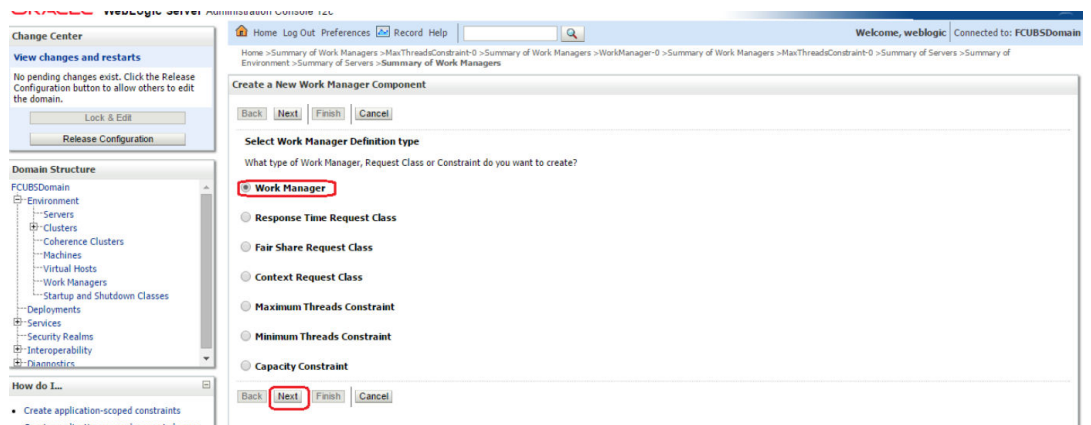 WebLogic Server Administration Console 12c
Change Center
View changes and restarts
No pending changes exist. Click the Release
Configuration button to allow others to edit
the domain.
Lock & Edit
Release Configuration
Domain Structure
FCUBSDomain
Environment
Servers
Clusters
Coherence Clusters
Machines
Virtual Hosts
Work Managers
Startup and Shutdown Classes
Deployments
Services
Security Realms
Interoperability
Diagnostics
How do I...
Create application-scoped constraints
Home Log Out Preferences Record Help
Welcome, weblogic Connected to: FCUBSDomain
Home >Summary of Work Managers >MaxThreadsConstraint-0 >Summary of Work Managers >WorkManager-0 >Summary of Work Managers >MaxThreadsConstraint-0 >Summary of Servers >Summary of
Environment >Summary of Servers >Summary of Work Managers
Create a New Work Manager Component
Back Next Finish Cancel
Select Work Manager Definition type
What type of Work Manager, Request Class or Constraint do you want to create?
Work Manager
Response Time Request Class
Fair Share Request Class
Context Request Class
Maximum Threads Constraint
Minimum Threads Constraint
Capacity Constraint
Back Next Finish Cancel